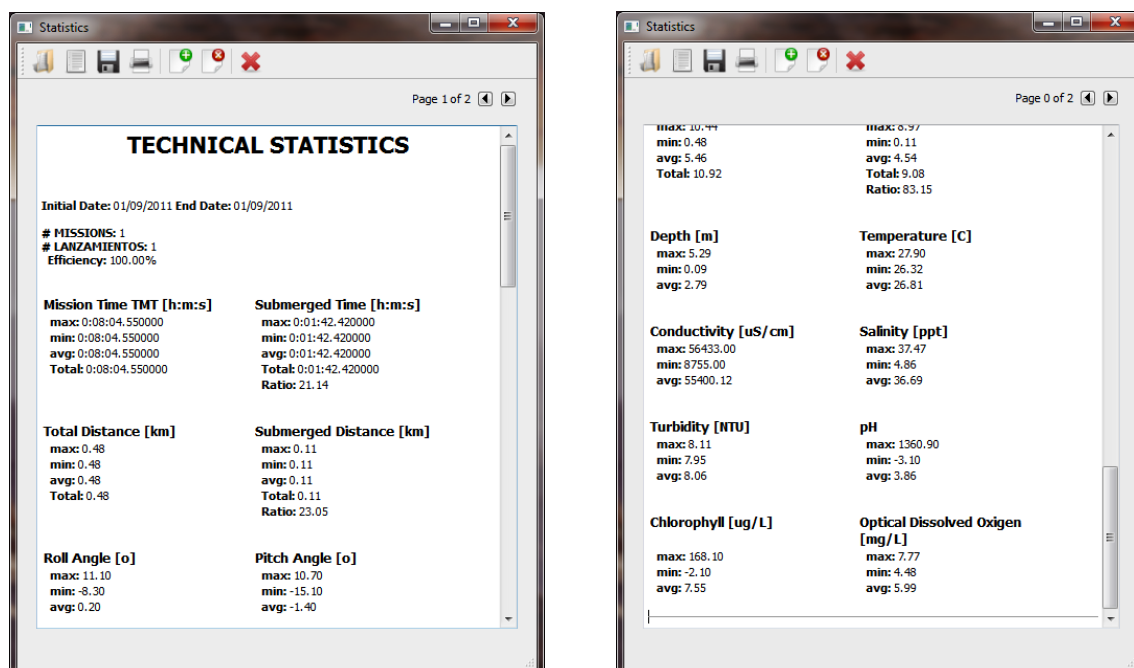 Statistics
Page 1 of 2
TECHNICAL STATISTICS
Initial Date: 01/09/2011 End Date: 01/09/2011
# MISSIONS: 1
# LANZAMIENTOS: 1
Efficiency: 100.00%
Mission Time TMT [h:m:s] Submerged Time [h:m:s]
max: 0:08:04.550000 max: 0:01:42.420000
min: 0:08:04.550000 min: 0:01:42.420000
avg: 0:08:04.550000 avg: 0:01:42.420000
Total: 0:08:04.550000 Total: 0:01:42.420000
Ratio: 21.14
Total Distance [km] Submerged Distance [km]
max: 0.48 max: 0.11
min: 0.48 min: 0.11
avg: 0.48 avg: 0.11
Total: 0.48 Total: 0.11
Ratio: 23.05
Roll Angle [o] Pitch Angle [o]
max: 11.10 max: 10.70
min: -8.30 min: -15.10
avg: 0.20 avg: -1.40
Statistics
Page 0 of 2
max: 10.44 max: 8.97
min: 0.48 min: 0.11
avg: 5.46 avg: 4.54
Total: 10.92 Total: 9.08
Ratio: 83.15
Depth [m] Temperature [C]
max: 5.29 max: 27.90
min: 0.09 min: 26.32
avg: 2.79 avg: 26.81
Conductivity [uS/cm] Salinity [ppt]
max: 56433.00 max: 37.47
min: 8755.00 min: 4.86
avg: 55400.12 avg: 36.69
Turbidity [NTU] pH
max: 8.11 max: 1360.90
min: 7.95 min: -3.10
avg: 8.06 avg: 3.86
Chlorophyll [ug/L] Optical Dissolved Oxigen
[mg/L]
max: 168.10 max: 7.77
min: -2.10 min: 4.48
avg: 7.55 avg: 5.99